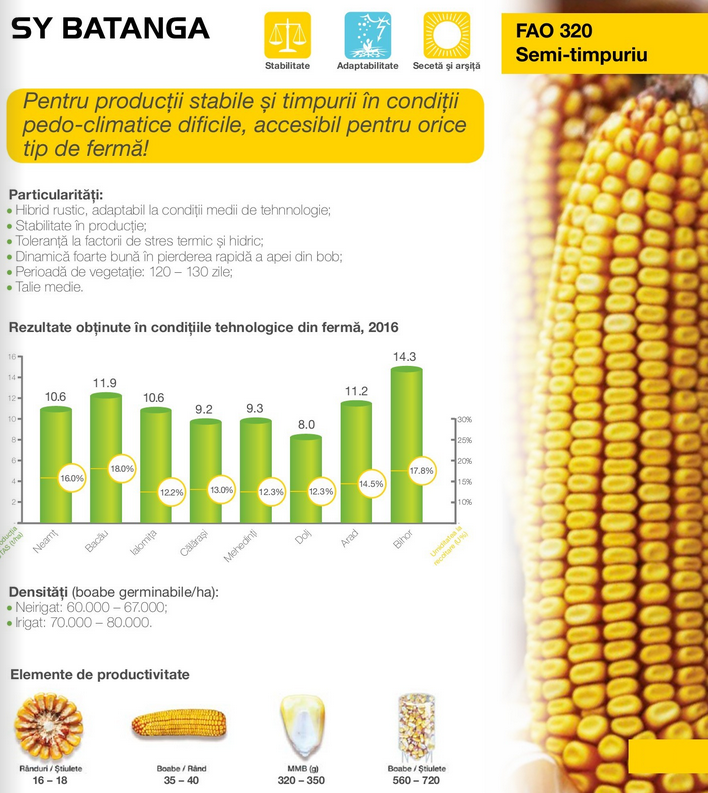 SY BATANGA
Stabilitate
Adaptabilitate
Secetă și arșiță
FAO 320
Semi-timpuriu
Pentru producții stabile și timpurii în condiții
pedo-climatice dificile, accesibil pentru orice
tip de fermă!
Particularități:
• Hibrid rustic, adaptabil la condiții medii de tehnnologie;
• Stabilitate în producție;
• Toleranță la factorii de stres termic și hidric;
• Dinamică foarte bună în pierderea rapidă a apei din bob;
• Perioadă de vegetație: 120 – 130 zile;
• Talie medie.
Rezultate obținute în condițiile tehnologice din fermă, 2016
16
14
12
10
8
6
4
2
10.6
11.9
10.6
9.2
9.3
8.0
11.2
14.3
16.0%
18.0%
12.2%
13.0%
12.3%
12.3%
14.5%
17.8%
30%
25%
20%
15%
10%
Neamț
Bacău
Ialomița
Călărași
Mehedinți
Dolj
Arad
Bihor
Umiditatea la
recoltare (U%)
STAS (t/ha)
Densități (boabe germinabile/ha):
• Neirigat: 60.000 – 67.000;
• Irigat: 70.000 – 80.000.
Elemente de productivitate
Rânduri / Știulete
16 – 18
Boabe / Rând
35 – 40
MMB (g)
320 – 350
Boabe / Știulete
560 – 720